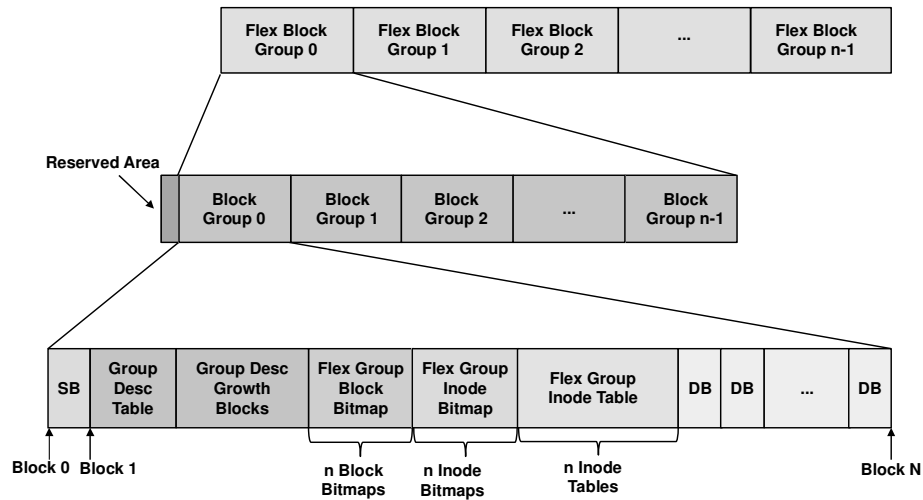 Flex Block Group 0
Flex Block Group 1
Flex Block Group 2
...
Flex Block Group n-1
Reserved Area
Block Group 0
Block Group 1
Block Group 2
...
Block Group n-1
SB
Group Desc Table
Group Desc Growth Blocks
Flex Group Block Bitmap
Flex Group Inode Bitmap
Flex Group Inode Table
DB
DB
...
DB
Block 0
Block 1
n Block Bitmaps
n Inode Bitmaps
n Inode Tables
Block N